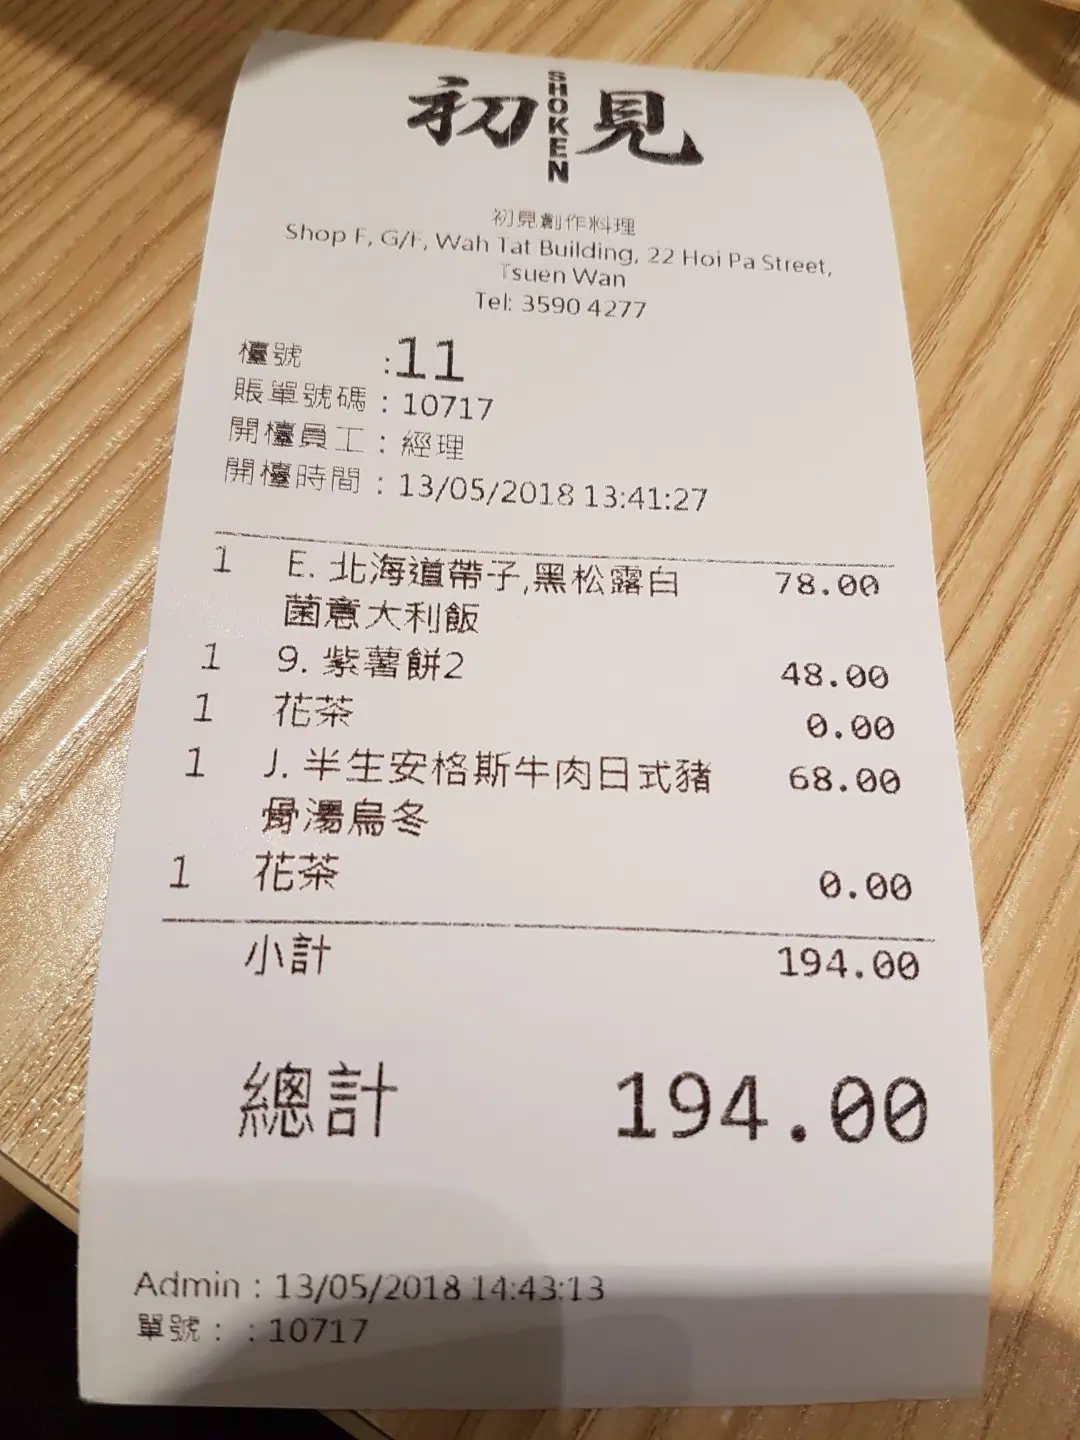 初見
SHOKEN
初見創作料理
Shop F, G/F, Wah Tat Building, 22 Hoi Pa Street,
Tsuen Wan
Tel: 3590 4277
檯號 :11
賬單號碼 : 10717
開檯員工 : 經理
開檯時間 : 13/05/2018 13:41:27
1 E. 北海道帶子,黑松露白 78.00
菌意大利飯
1 9. 紫薯餅2 48.00
1 花茶 0.00
1 J. 半生安格斯牛肉日式豬 68.00
骨湯烏冬
1 花茶 0.00
小計 194.00
總計 194.00
Admin : 13/05/2018 14:43:13
單號 : : 10717